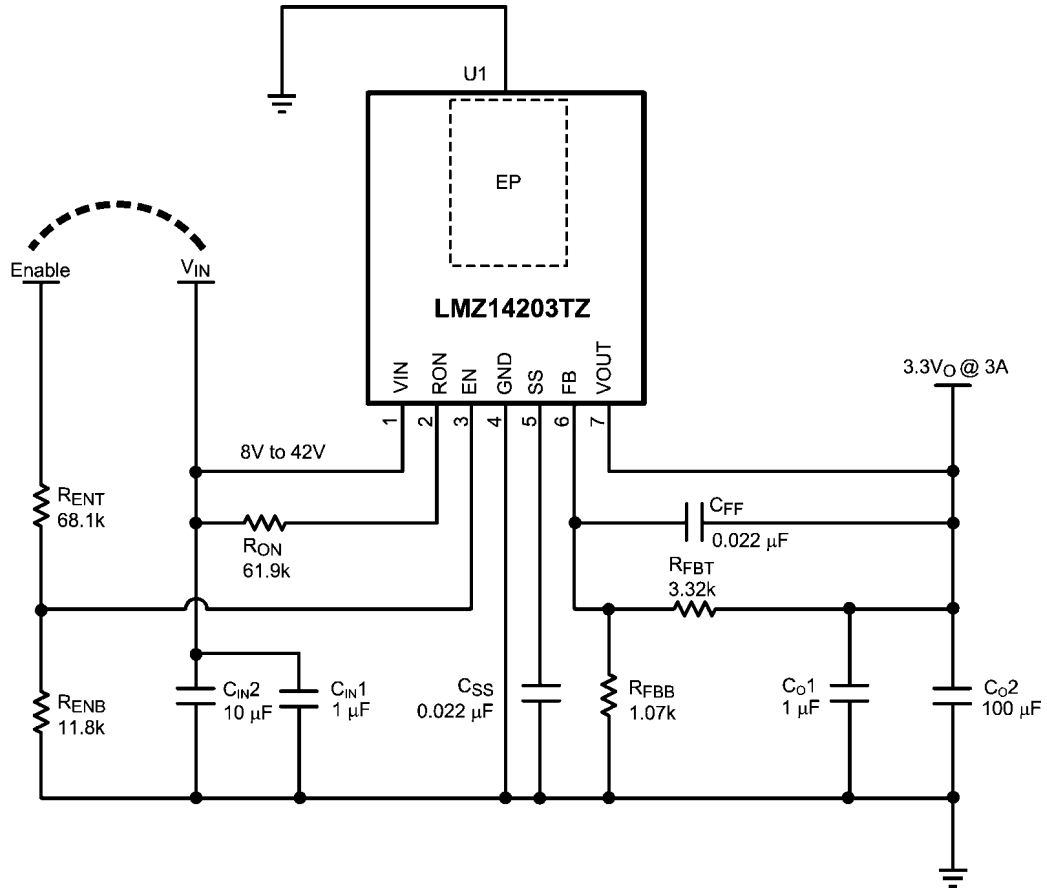 U1
EP
LMZ14203TZ
Enable
VIN
VIN
RON
EN
GND
SS
FB
VOUT
1
2
3
4
5
6
7
3.3VO @ 3A
8V to 42V
RENT
68.1k
RON
61.9k
CFF
0.022 µF
RFBT
3.32k
RENB
11.8k
CIN2
10 µF
CIN1
1 µF
CSS
0.022 µF
RFBB
1.07k
CO1
1 µF
CO2
100 µF